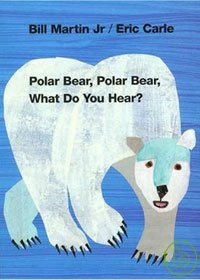 Bill Martin Jr / Eric Carle
Polar Bear, Polar Bear,
What Do You Hear?